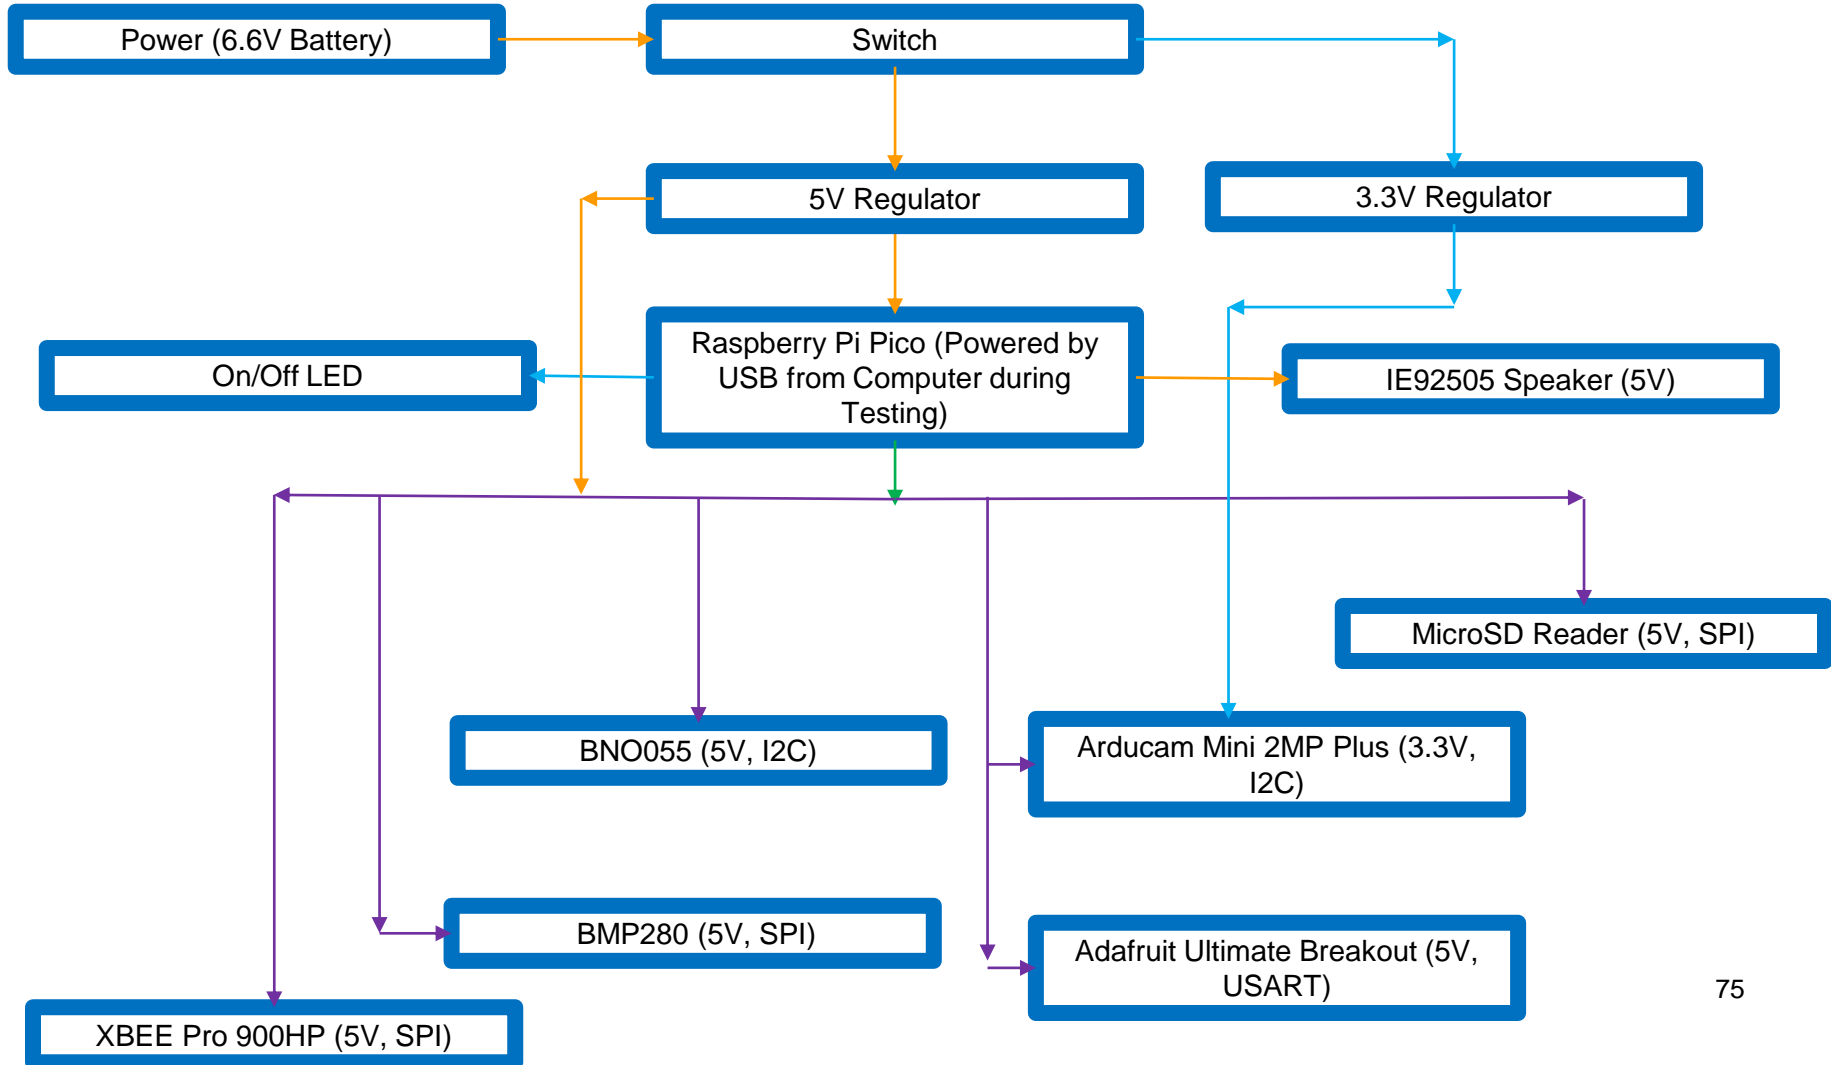 Power (6.6V Battery)
Switch
5V Regulator
3.3V Regulator
Raspberry Pi Pico (Powered by
USB from Computer during
Testing)
On/Off LED
IE92505 Speaker (5V)
MicroSD Reader (5V, SPI)
BNO055 (5V, I2C)
Arducam Mini 2MP Plus (3.3V,
I2C)
BMP280 (5V, SPI)
Adafruit Ultimate Breakout (5V,
USART)
75
XBEE Pro 900HP (5V, SPI)